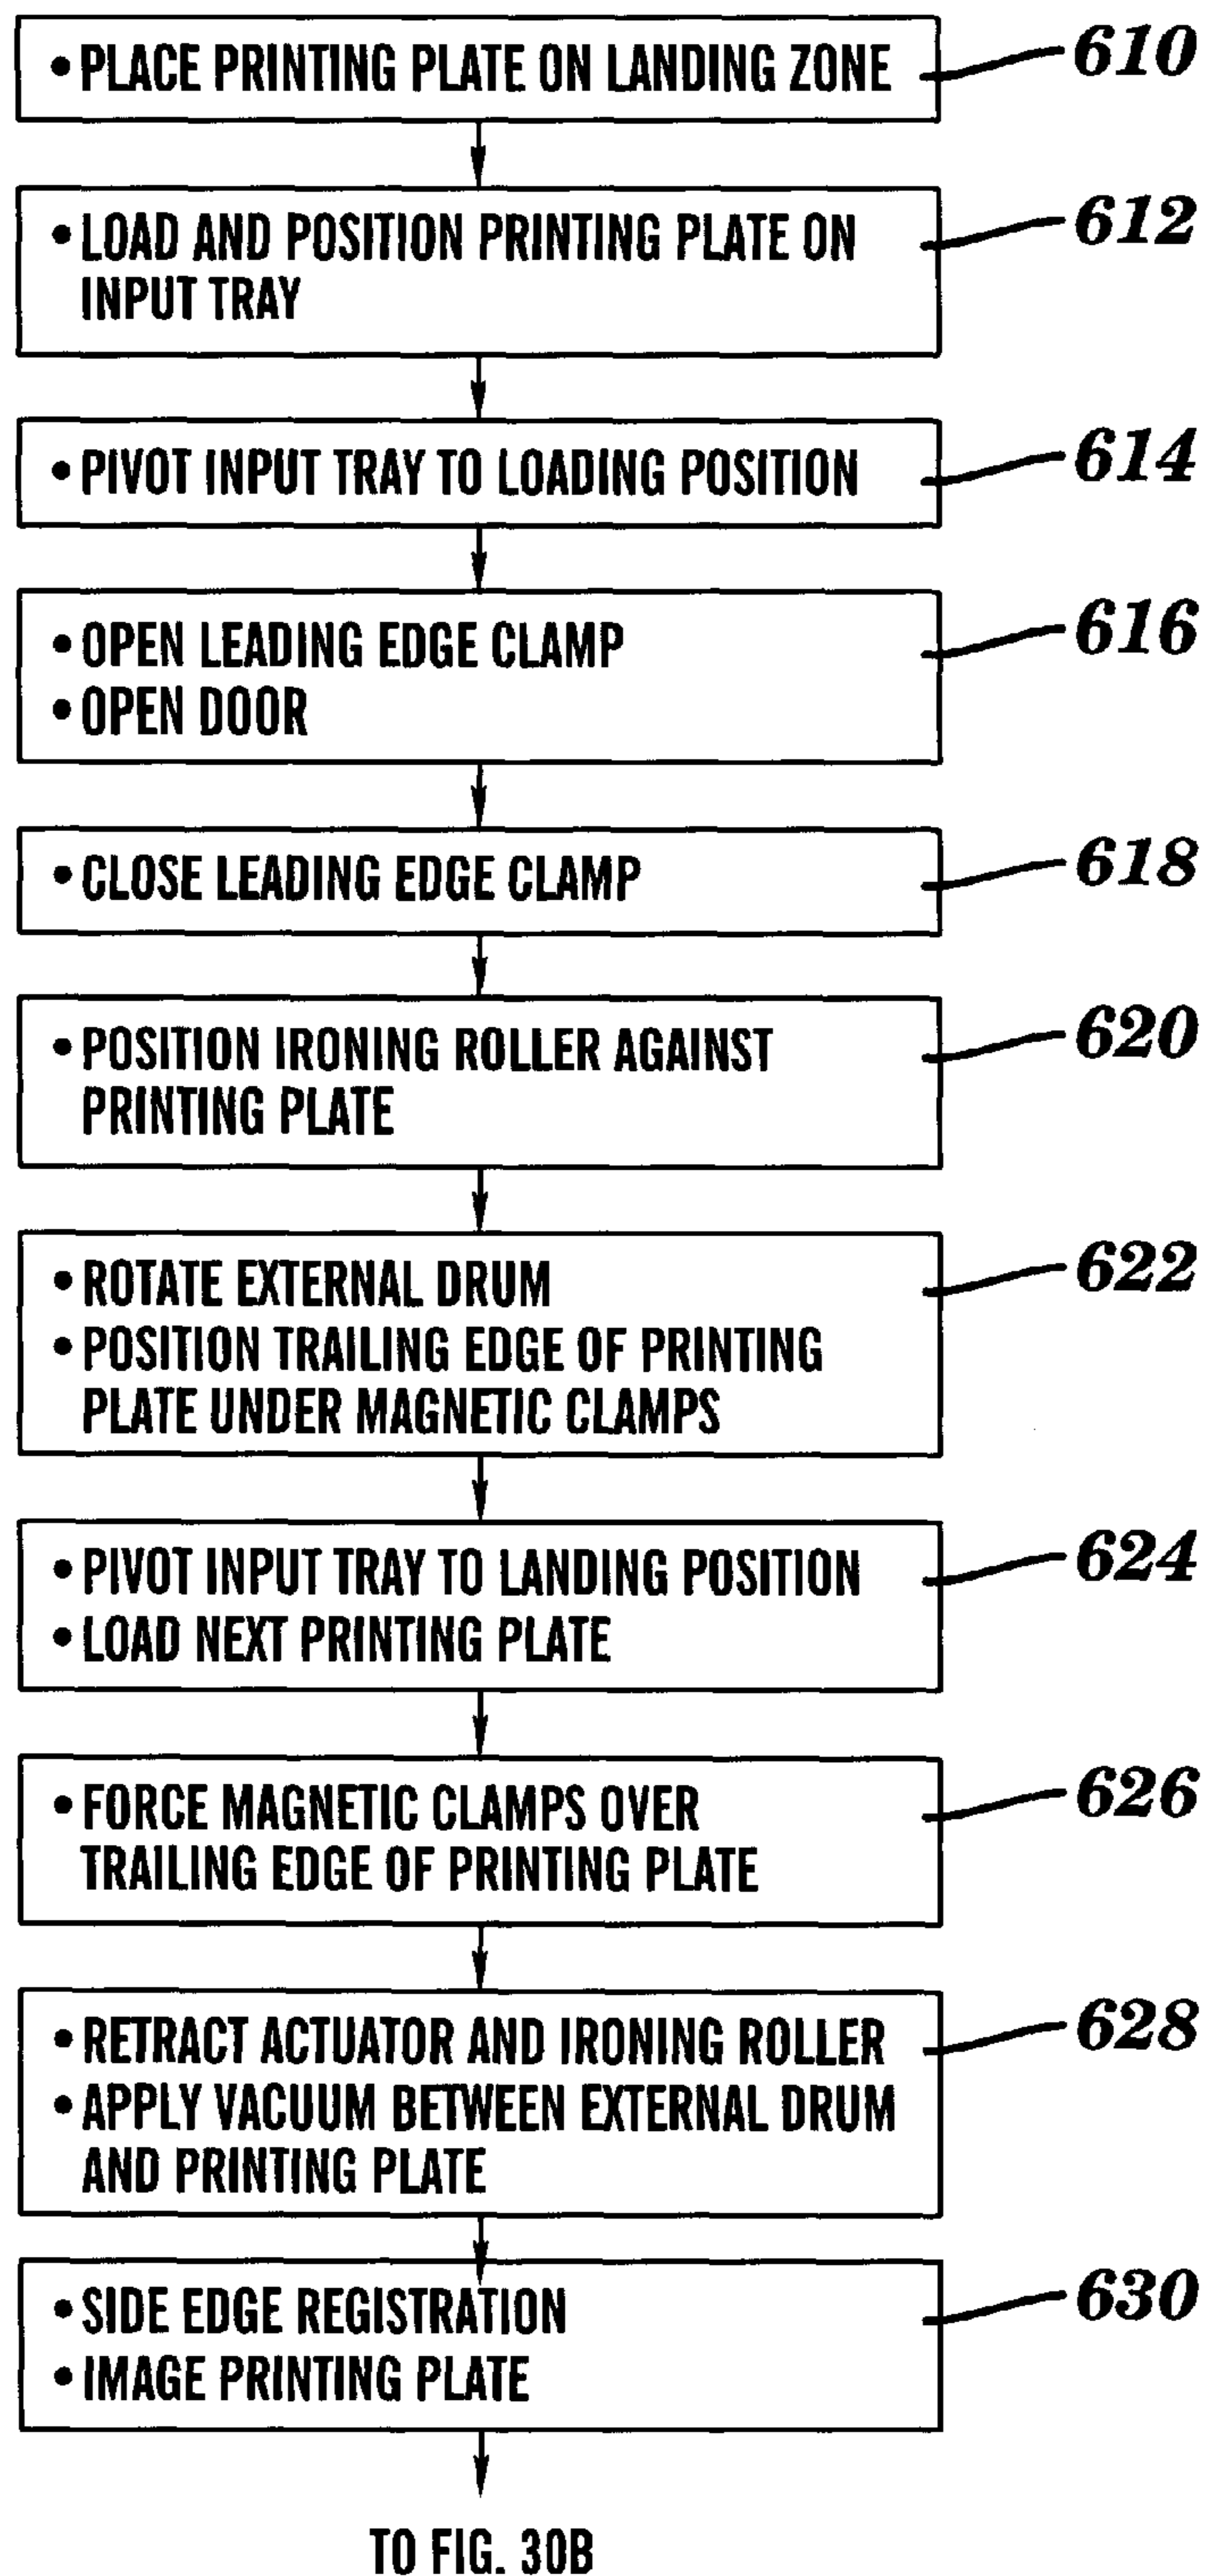 • PLACE PRINTING PLATE ON LANDING ZONE
610
• LOAD AND POSITION PRINTING PLATE ON
INPUT TRAY
612
• PIVOT INPUT TRAY TO LOADING POSITION
614
• OPEN LEADING EDGE CLAMP
• OPEN DOOR
616
• CLOSE LEADING EDGE CLAMP
618
• POSITION IRONING ROLLER AGAINST
PRINTING PLATE
620
• ROTATE EXTERNAL DRUM
• POSITION TRAILING EDGE OF PRINTING
PLATE UNDER MAGNETIC CLAMPS
622
• PIVOT INPUT TRAY TO LANDING POSITION
• LOAD NEXT PRINTING PLATE
624
• FORCE MAGNETIC CLAMPS OVER
TRAILING EDGE OF PRINTING PLATE
626
• RETRACT ACTUATOR AND IRONING ROLLER
• APPLY VACUUM BETWEEN EXTERNAL DRUM
AND PRINTING PLATE
628
• SIDE EDGE REGISTRATION
• IMAGE PRINTING PLATE
630
TO FIG. 30B